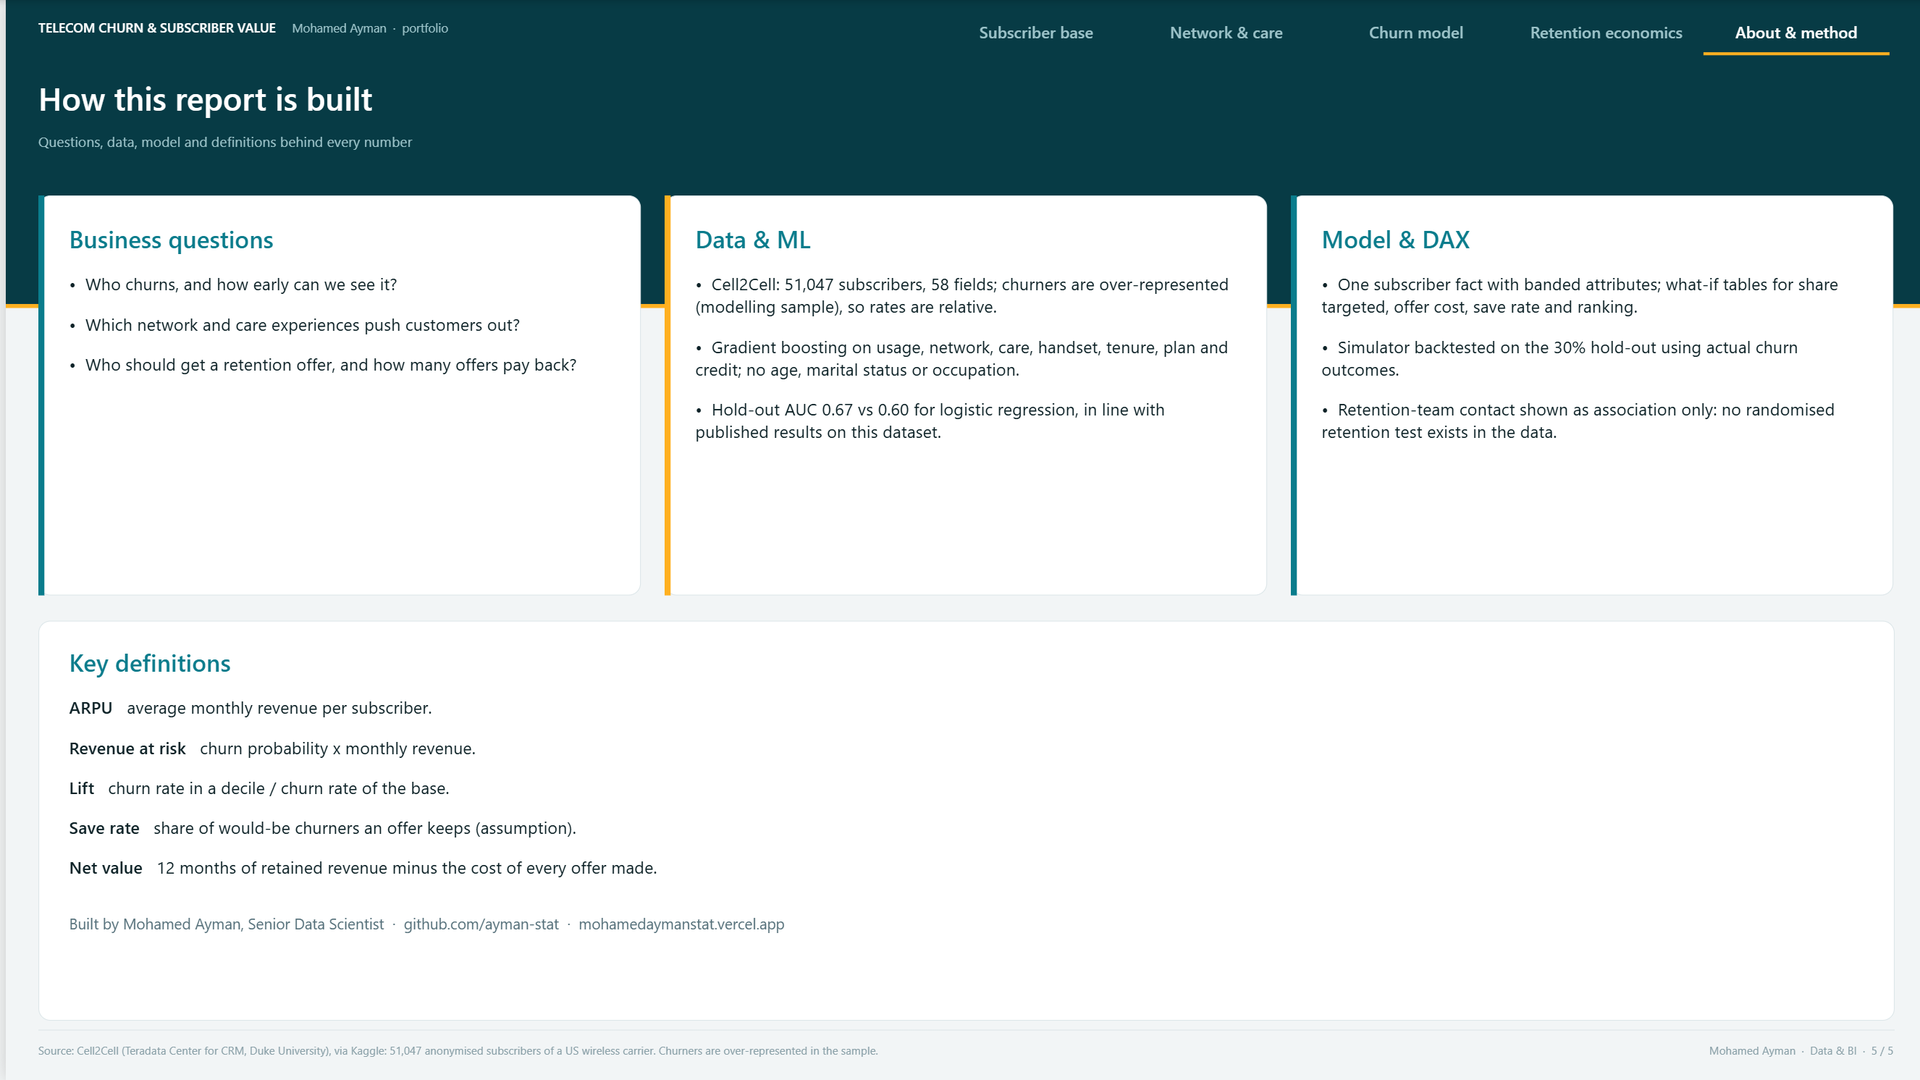 TELECOM CHURN & SUBSCRIBER VALUE Mohamed Ayman · portfolio
Subscriber base
Network & care
Churn model
Retention economics
About & method
How this report is built
Questions, data, model and definitions behind every number
Business questions
• Who churns, and how early can we see it?
• Which network and care experiences push customers out?
• Who should get a retention offer, and how many offers pay back?
Data & ML
• Cell2Cell: 51,047 subscribers, 58 fields; churners are over-represented
(modelling sample), so rates are relative.
• Gradient boosting on usage, network, care, handset, tenure, plan and
credit; no age, marital status or occupation.
• Hold-out AUC 0.67 vs 0.60 for logistic regression, in line with
published results on this dataset.
Model & DAX
• One subscriber fact with banded attributes; what-if tables for share
targeted, offer cost, save rate and ranking.
• Simulator backtested on the 30% hold-out using actual churn
outcomes.
• Retention-team contact shown as association only: no randomised
retention test exists in the data.
Key definitions
ARPU average monthly revenue per subscriber.
Revenue at risk churn probability x monthly revenue.
Lift churn rate in a decile / churn rate of the base.
Save rate share of would-be churners an offer keeps (assumption).
Net value 12 months of retained revenue minus the cost of every offer made.
Built by Mohamed Ayman, Senior Data Scientist · github.com/ayman-stat · mohamedaymanstat.vercel.app
Source: Cell2Cell (Teradata Center for CRM, Duke University), via Kaggle: 51,047 anonymised subscribers of a US wireless carrier. Churners are over-represented in the sample.
Mohamed Ayman · Data & BI · 5 / 5